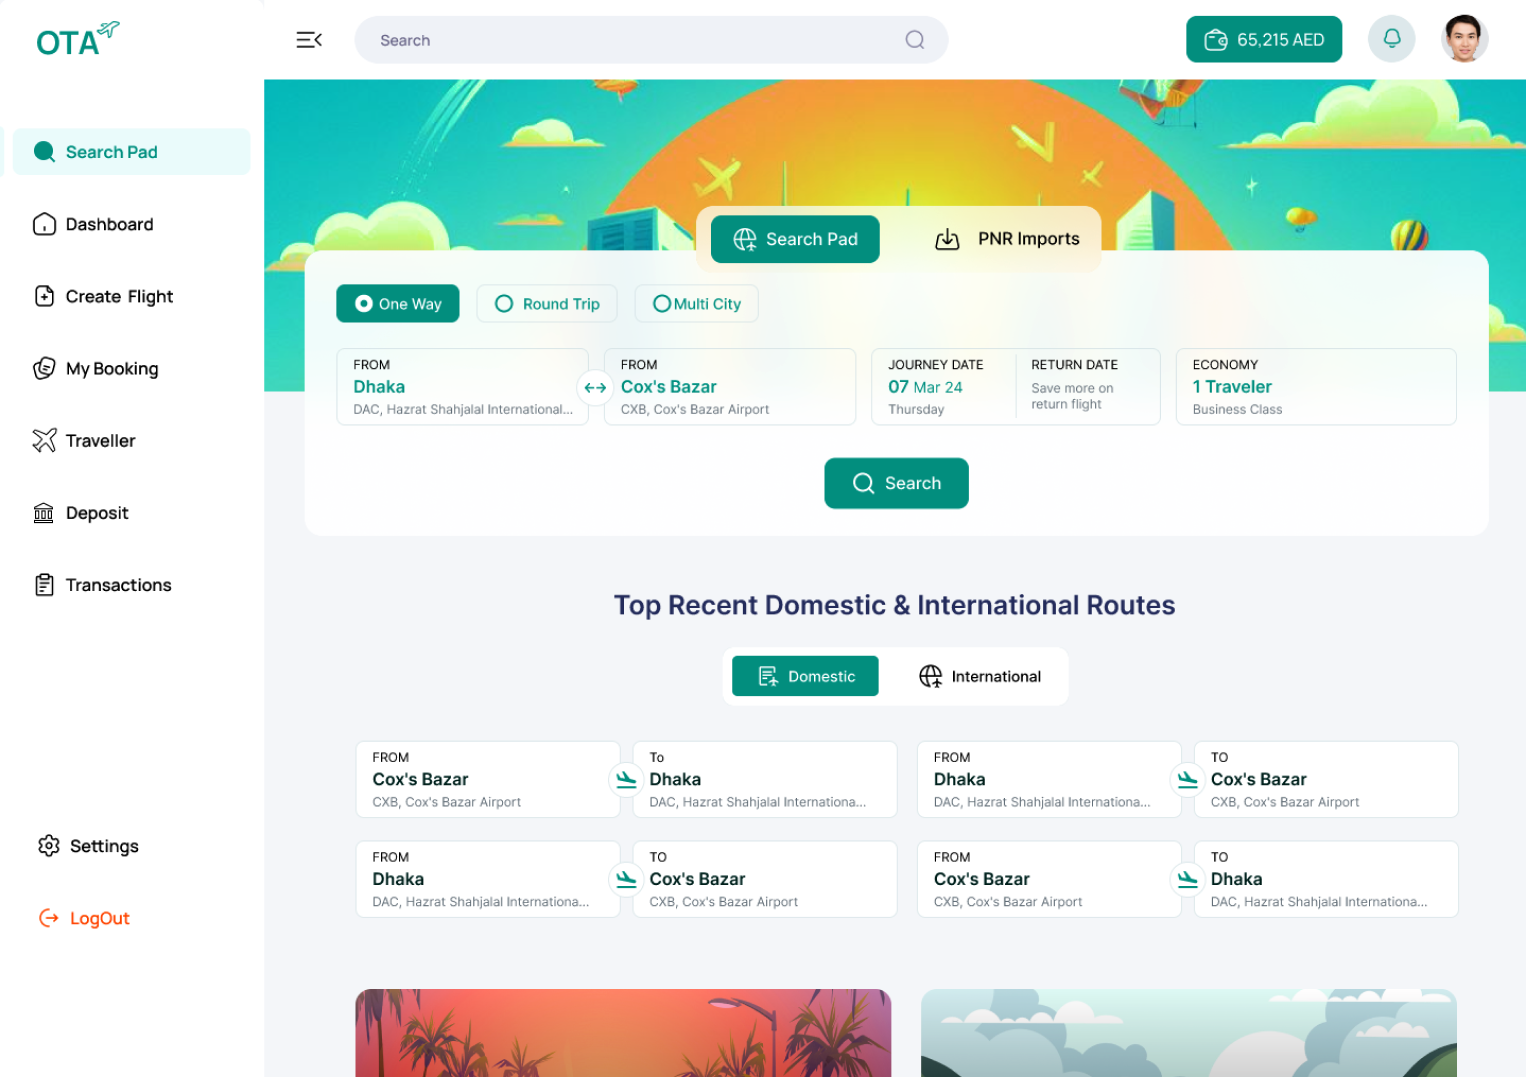 OTA
Search
65,215 AED
Search Pad
Dashboard
Create Flight
My Booking
Traveller
Deposit
Transactions
Settings
LogOut
Search Pad
PNR Imports
One Way
Round Trip
Multi City
FROM
Dhaka
DAC, Hazrat Shahjalal International...
FROM
Cox's Bazar
CXB, Cox's Bazar Airport
JOURNEY DATE
07 Mar 24
Thursday
RETURN DATE
Save more on
return flight
ECONOMY
1 Traveler
Business Class
Search
Top Recent Domestic & International Routes
Domestic
International
FROM
Cox's Bazar
CXB, Cox's Bazar Airport
To
Dhaka
DAC, Hazrat Shahjalal Internationa...
FROM
Dhaka
DAC, Hazrat Shahjalal Internationa...
TO
Cox's Bazar
CXB, Cox's Bazar Airport
FROM
Dhaka
DAC, Hazrat Shahjalal Internationa...
TO
Cox's Bazar
CXB, Cox's Bazar Airport
FROM
Cox's Bazar
CXB, Cox's Bazar Airport
TO
Dhaka
DAC, Hazrat Shahjalal Internationa...